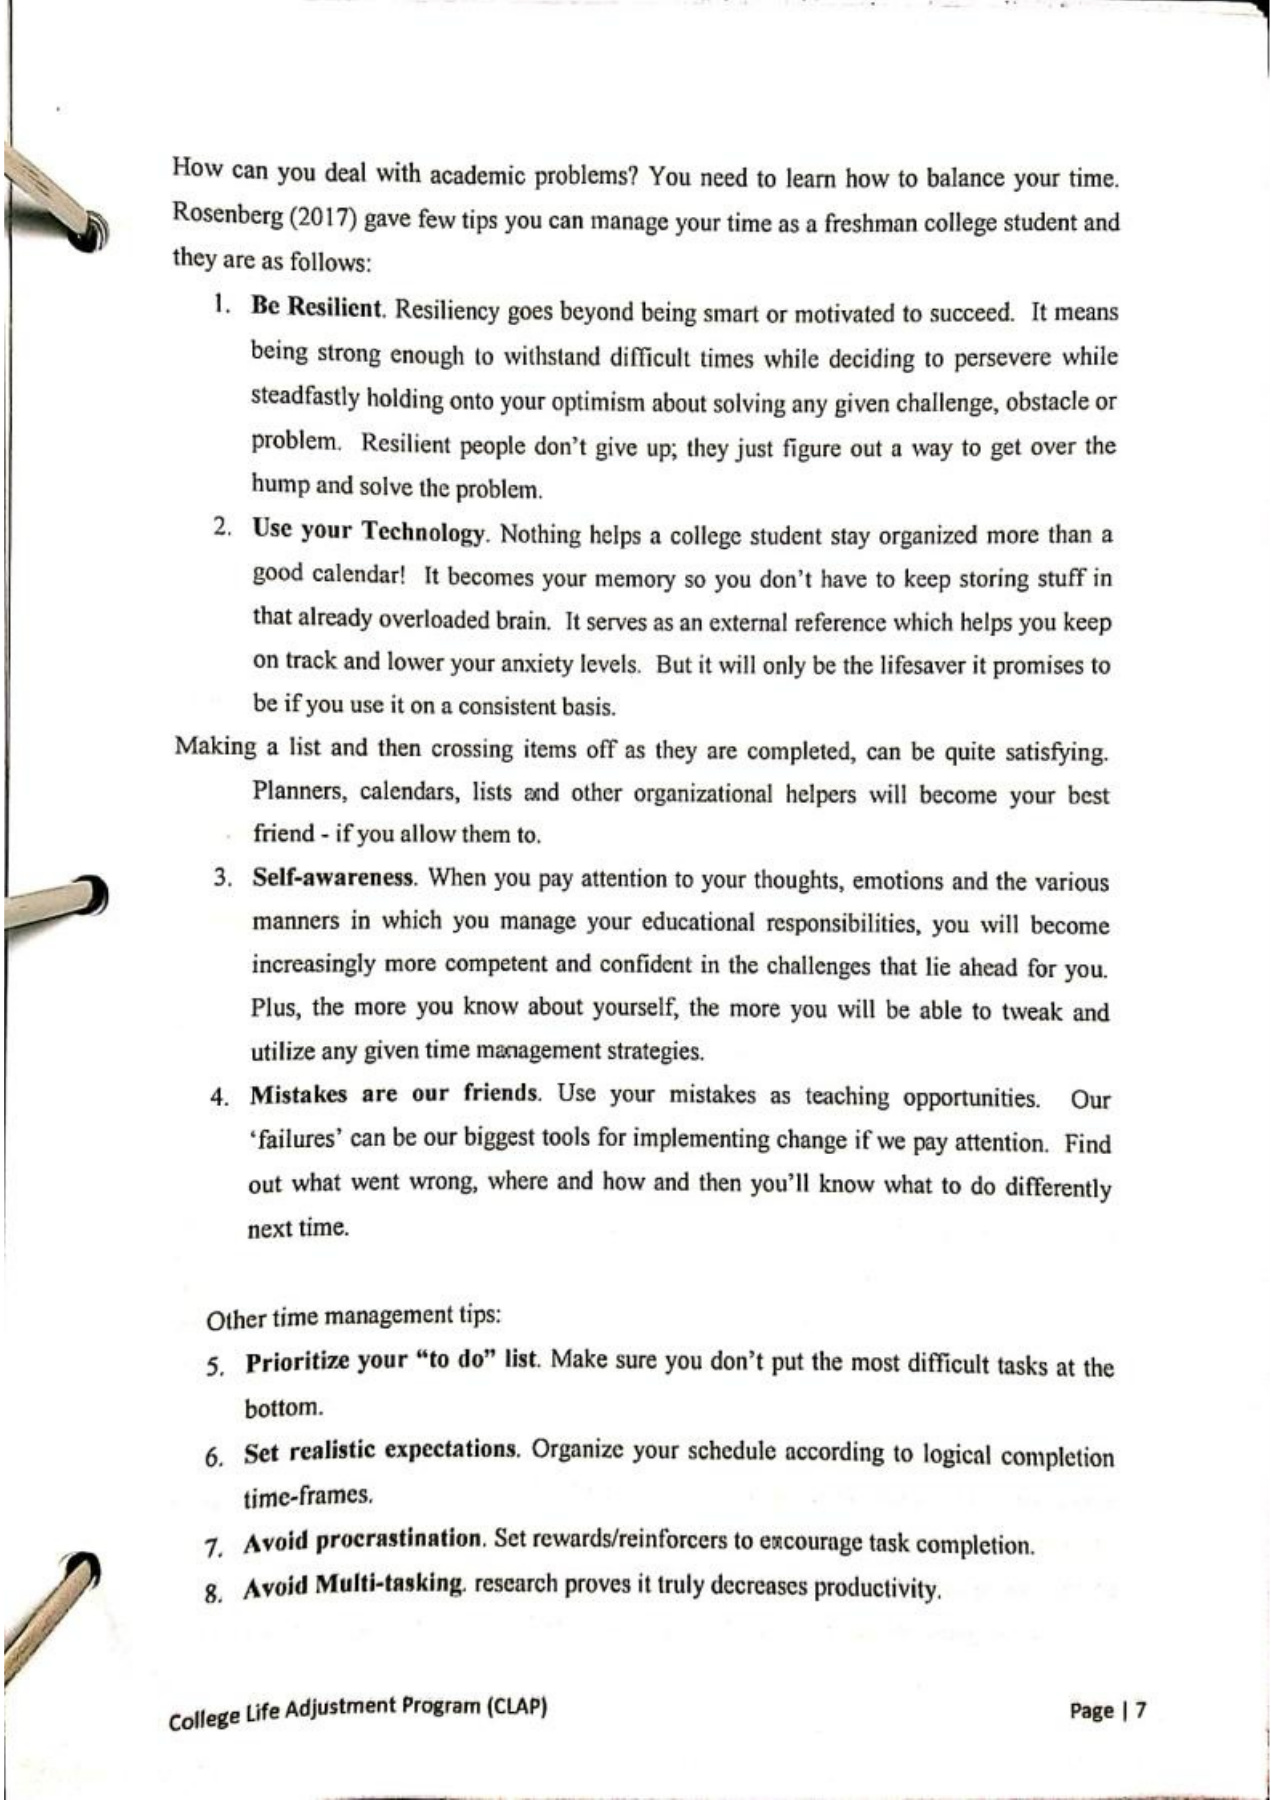 How can you deal with academic problems? You need to learn how to balance your time.
Rosenberg (2017) gave few tips you can manage your time as a freshman college student and
they are as follows:
1. Be Resilient. Resiliency goes beyond being smart or motivated to succeed. It means
being strong enough to withstand difficult times while deciding to persevere while
steadfastly holding onto your optimism about solving any given challenge, obstacle or
problem. Resilient people don't give up; they just figure out a way to get over the
hump and solve the problem.
2. Use your Technology. Nothing helps a college student stay organized more than a
good calendar! It becomes your memory so you don't have to keep storing stuff in
that already overloaded brain. It serves as an external reference which helps you keep
on track and lower your anxiety levels. But it will only be the lifesaver it promises to
be if you use it on a consistent basis.
Making a list and then crossing items off as they are completed, can be quite satisfying.
Planners, calendars, lists and other organizational helpers will become your best
friend - if you allow them to.
3. Self-awareness. When you pay attention to your thoughts, emotions and the various
manners in which you manage your educational responsibilities, you will become
increasingly more competent and confident in the challenges that lie ahead for you.
Plus, the more you know about yourself, the more you will be able to tweak and
utilize any given time management strategies.
4. Mistakes are our friends. Use your mistakes as teaching opportunities. Our
'failures' can be our biggest tools for implementing change if we pay attention. Find
out what went wrong, where and how and then you'll know what to do differently
next time.
Other time management tips:
5. Prioritize your "to do" list. Make sure you don't put the most difficult tasks at the
bottom.
6. Set realistic expectations. Organize your schedule according to logical completion
time-frames.
7. Avoid procrastination. Set rewards/reinforcers to encourage task completion.
8. Avoid Multi-tasking. research proves it truly decreases productivity.
College Life Adjustment Program (CLAP) Page | 7